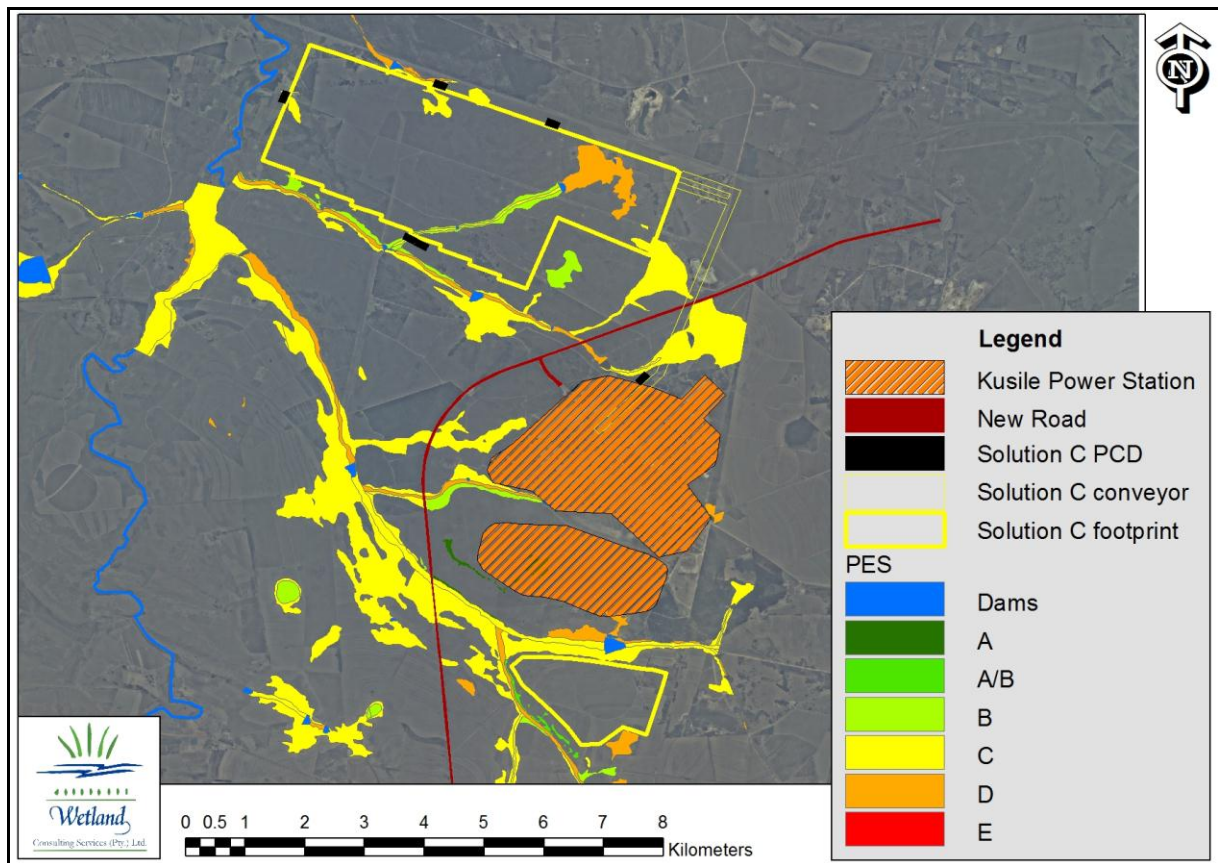 N
Legend
Kusile Power Station
New Road
Solution C PCD
Solution C conveyor
Solution C footprint
PES
Dams
A
A/B
B
C
D
E
Wetland
Consulting Services (Pty.) Ltd.
0 0.5 1 2 3 4 5 6 7 8
Kilometers